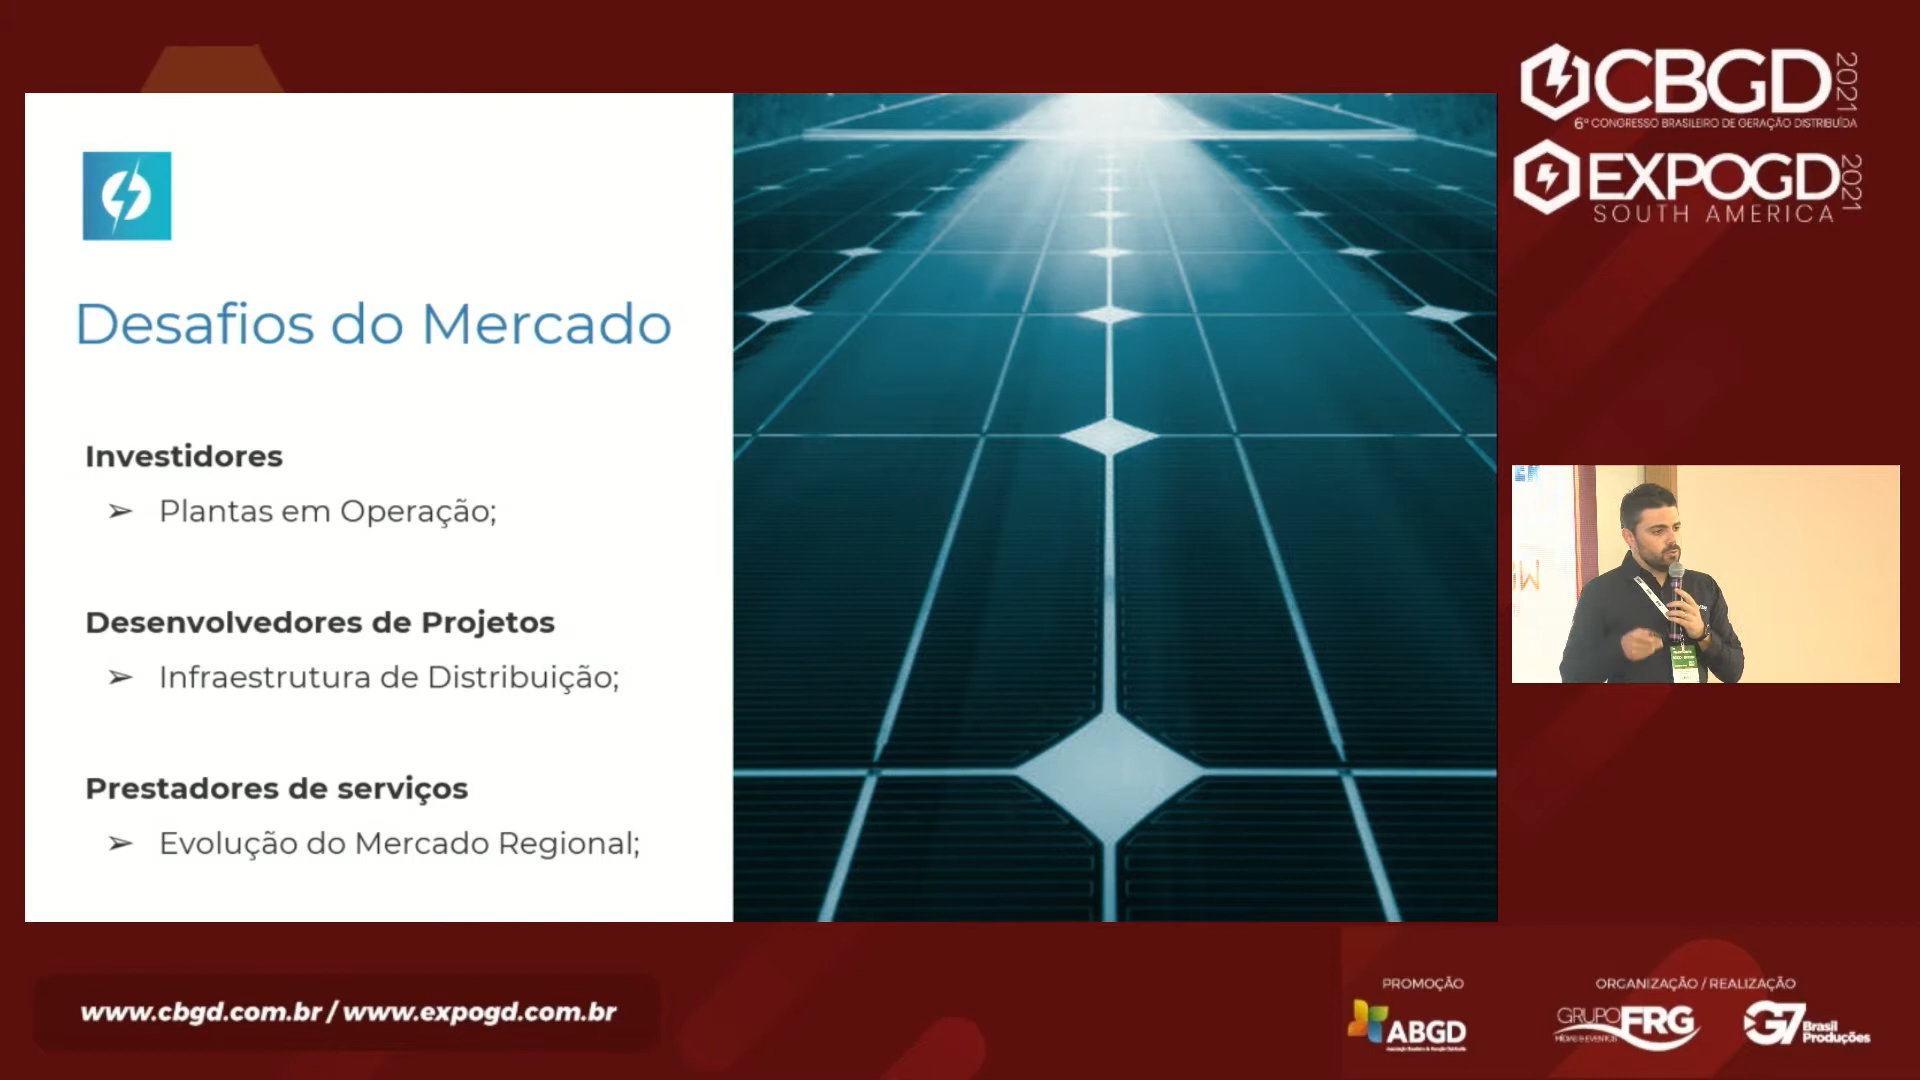 CBGD 2021
6º CONGRESSO BRASILEIRO DE GERAÇÃO DISTRIBUÍDA
EXPOGD 2021
SOUTH AMERICA
Desafios do Mercado
Investidores
➢ Plantas em Operação;
Desenvolvedores de Projetos
➢ Infraestrutura de Distribuição;
Prestadores de serviços
➢ Evolução do Mercado Regional;
www.cbgd.com.br / www.expogd.com.br
PROMOÇÃO
ABGD
ORGANIZAÇÃO / REALIZAÇÃO
GRUPO FRG
MÍDIAS & EVENTOS
G7 Brasil Produções